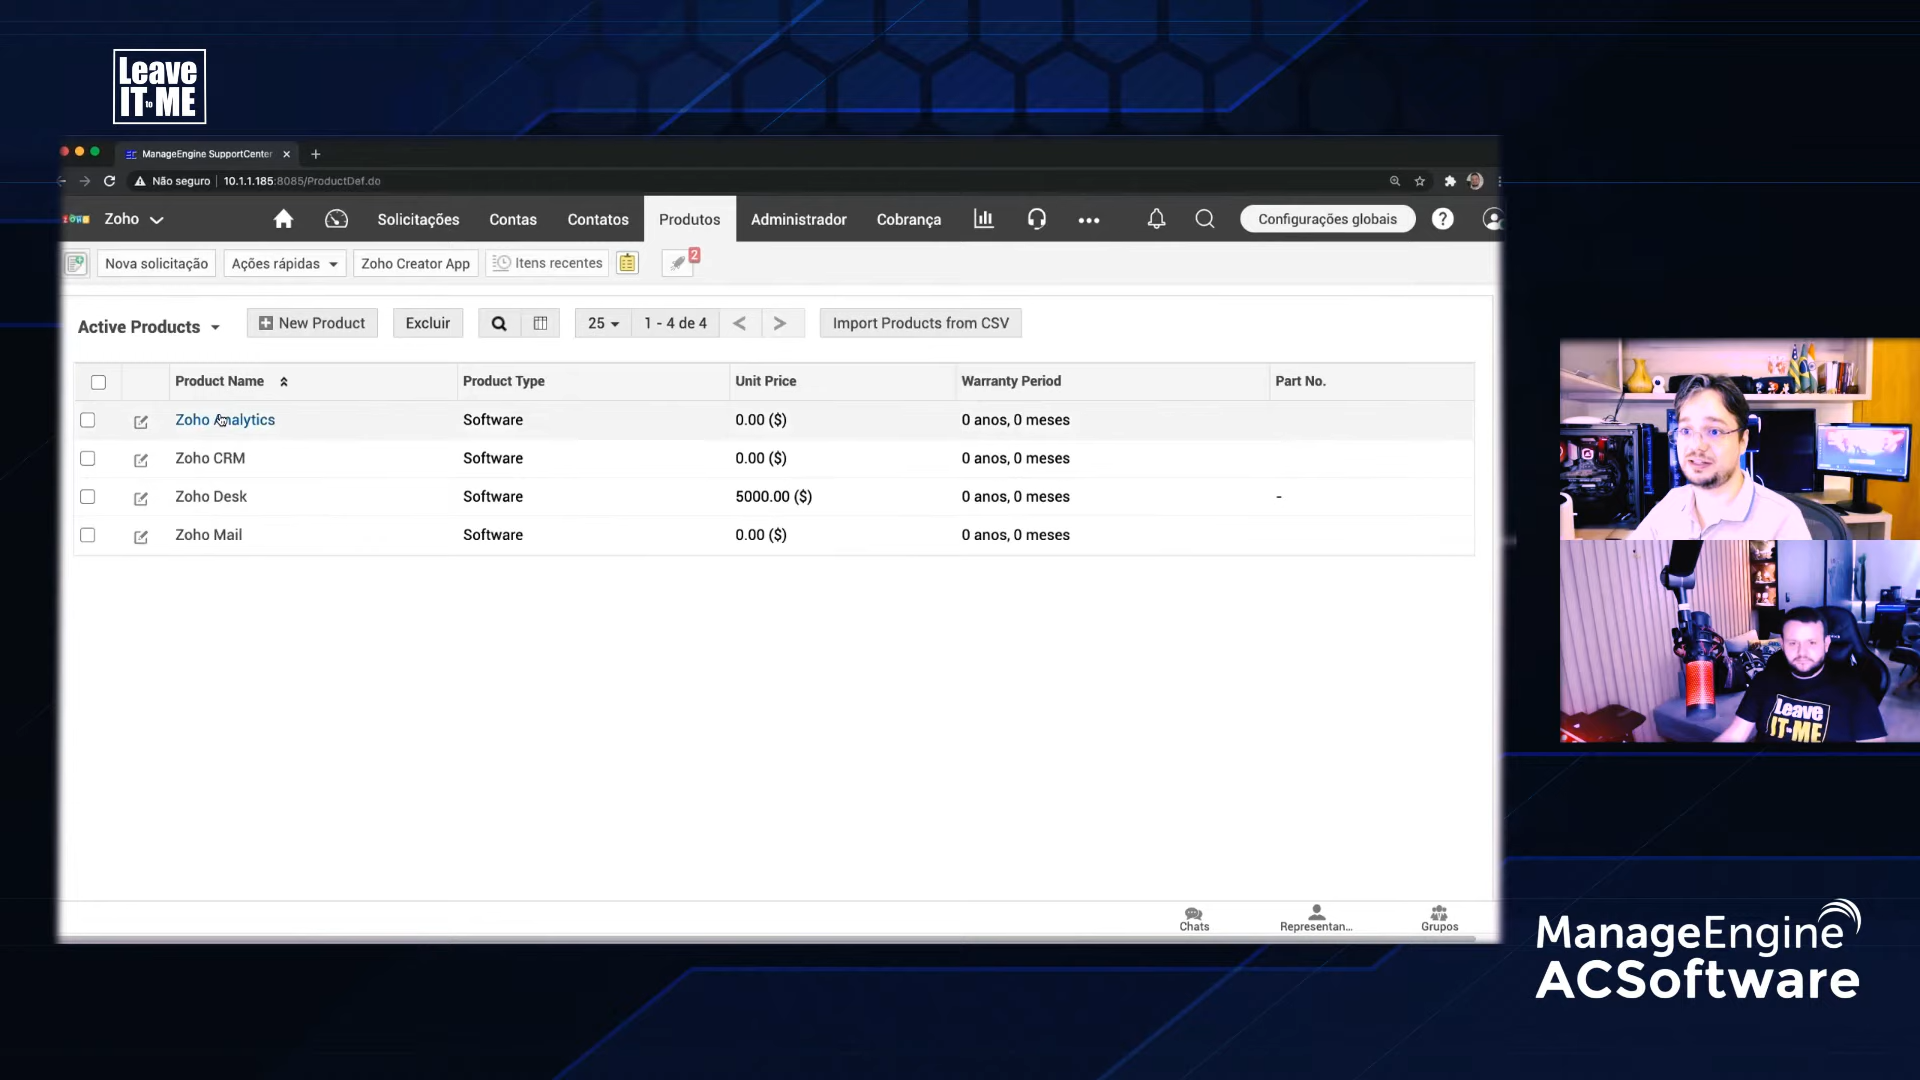 Leave
IT to ME
ManageEngine SupportCenter
Não seguro 10.1.1.185:8085/ProductDef.do
Zoho Solicitações Contas Contatos Produtos Administrador Cobrança Configurações globais ?
Nova solicitação Ações rápidas Zoho Creator App Itens recentes 2
Active Products New Product Excluir 25 1 - 4 de 4 < > Import Products from CSV
Product Name Product Type Unit Price Warranty Period Part No.
Zoho Analytics Software 0.00 ($) 0 anos, 0 meses
Zoho CRM Software 0.00 ($) 0 anos, 0 meses
Zoho Desk Software 5000.00 ($) 0 anos, 0 meses -
Zoho Mail Software 0.00 ($) 0 anos, 0 meses
Chats Representan... Grupos
Leave
IT to ME
ManageEngine
ACSoftware